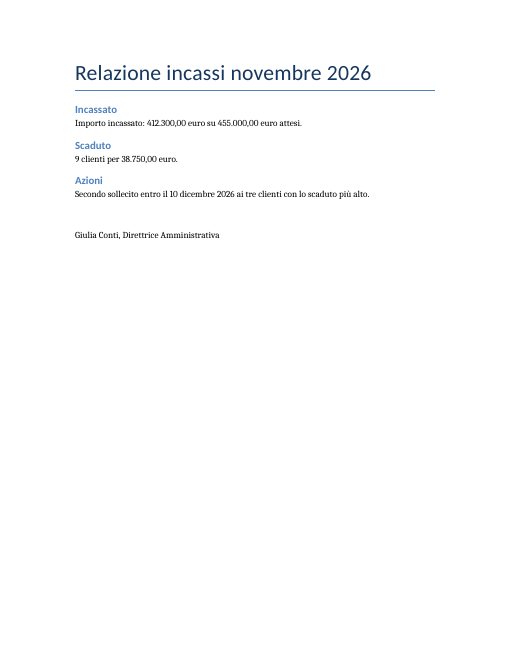 Relazione incassi novembre 2026
Incassato
Importo incassato: 412.300,00 euro su 455.000,00 euro attesi.
Scaduto
9 clienti per 38.750,00 euro.
Azioni
Secondo sollecito entro il 10 dicembre 2026 ai tre clienti con lo scaduto più alto.
Giulia Conti, Direttrice Amministrativa